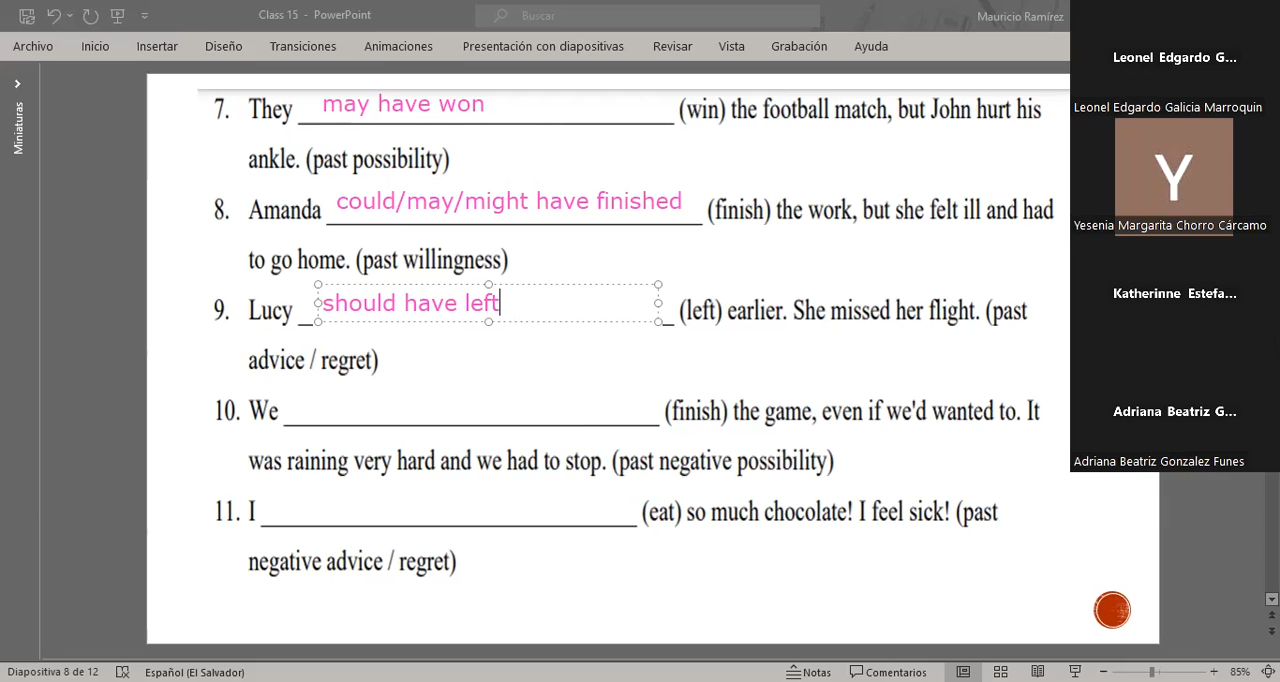 Class 15 - PowerPoint
Buscar
Mauricio Ramírez
Archivo Inicio Insertar Diseño Transiciones Animaciones Presentación con diapositivas Revisar Vista Grabación Ayuda
Miniaturas
7. They may have won (win) the football match, but John hurt his
ankle. (past possibility)
8. Amanda could/may/might have finished (finish) the work, but she felt ill and had
to go home. (past willingness)
9. Lucy _ should have left _ (left) earlier. She missed her flight. (past
advice / regret)
10. We ____________________ (finish) the game, even if we'd wanted to. It
was raining very hard and we had to stop. (past negative possibility)
11. I ____________________ (eat) so much chocolate! I feel sick! (past
negative advice / regret)
Leonel Edgardo G...
Leonel Edgardo Galicia Marroquin
Y
Yesenia Margarita Chorro Cárcamo
Katherinne Estefa...
Adriana Beatriz G...
Adriana Beatriz Gonzalez Funes
Diapositiva 8 de 12 Español (El Salvador) Notas Comentarios 85%